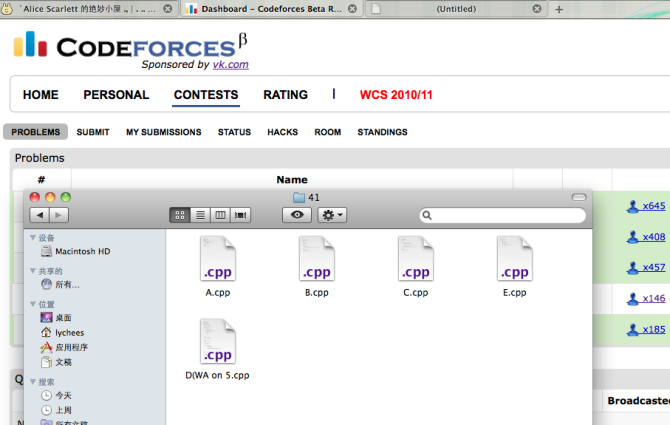 `Alice Scarlett 的绝妙小屋
Dashboard – Codeforces Beta R...
(Untitled)
CODEFORCES β
Sponsored by vk.com
HOME PERSONAL CONTESTS RATING | WCS 2010/11
PROBLEMS SUBMIT MY SUBMISSIONS STATUS HACKS ROOM STANDINGS
Problems
# Name
41
设备
Macintosh HD
共享的
所有...
位置
桌面
lychees
应用程序
文稿
搜索
今天
上周
所有文稿
.cpp
A.cpp
.cpp
B.cpp
.cpp
C.cpp
.cpp
E.cpp
.cpp
D(WA on 5.cpp
x645
x408
x457
x146
x185
Broadcasted